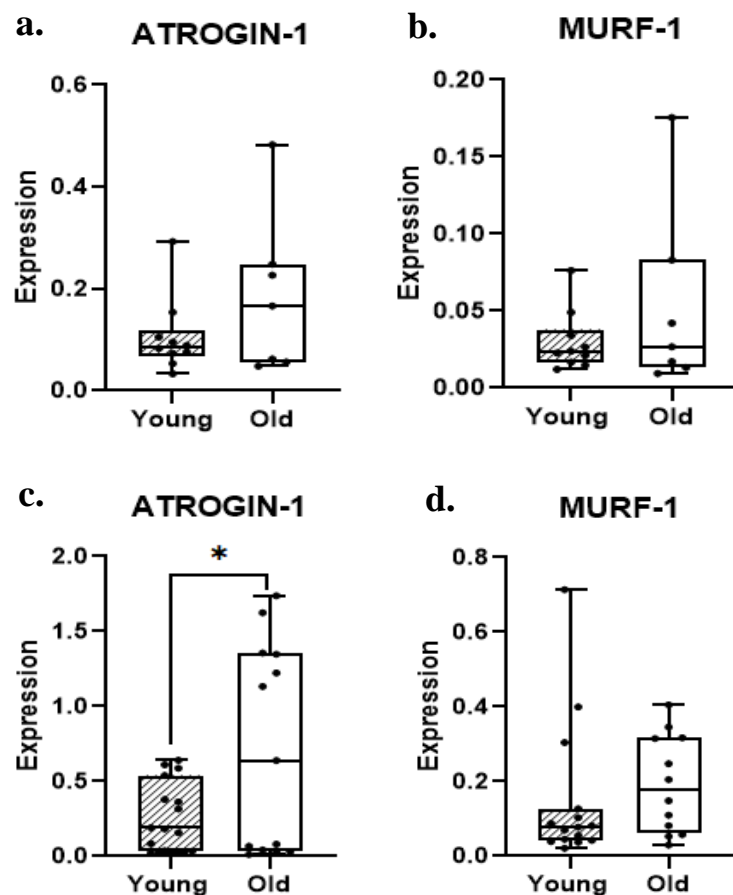 a.
ATROGIN-1
Expression
0.6
0.4
0.2
0.0
Young Old
b.
MURF-1
Expression
0.20
0.15
0.10
0.05
0.00
Young Old
c.
ATROGIN-1
Expression
2.0
1.5
1.0
0.5
0.0
*
Young Old
d.
MURF-1
Expression
0.8
0.6
0.4
0.2
0.0
Young Old